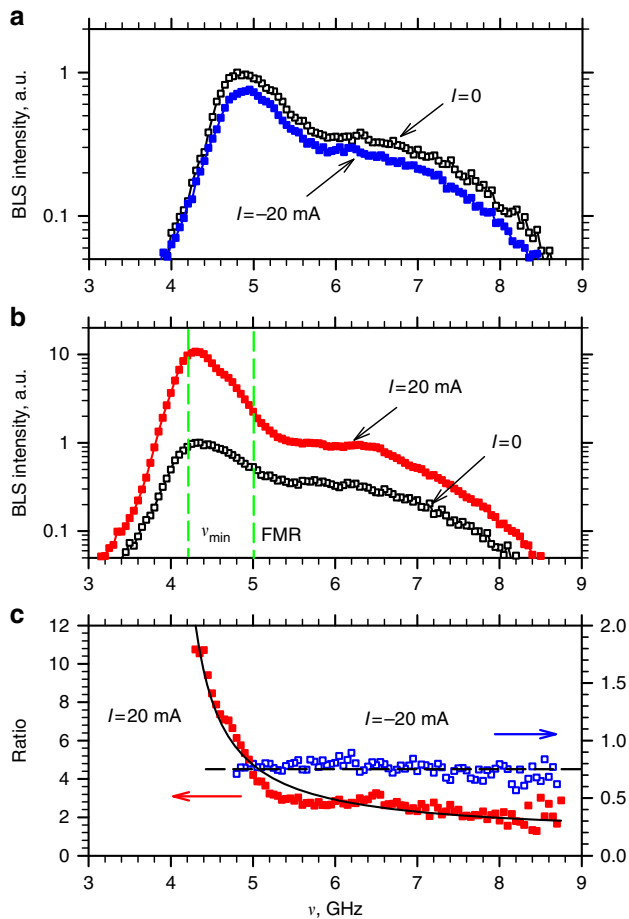 a
BLS intensity, a.u.
1
0.1
I=0
I=–20 mA
3 4 5 6 7 8 9
b
BLS intensity, a.u.
10
1
0.1
I=20 mA
I=0
νmin
FMR
3 4 5 6 7 8 9
c
Ratio
12
10
8
6
4
2
0
I=20 mA
I=–20 mA
2.0
1.5
1.0
0.5
0.0
3 4 5 6 7 8 9
ν, GHz